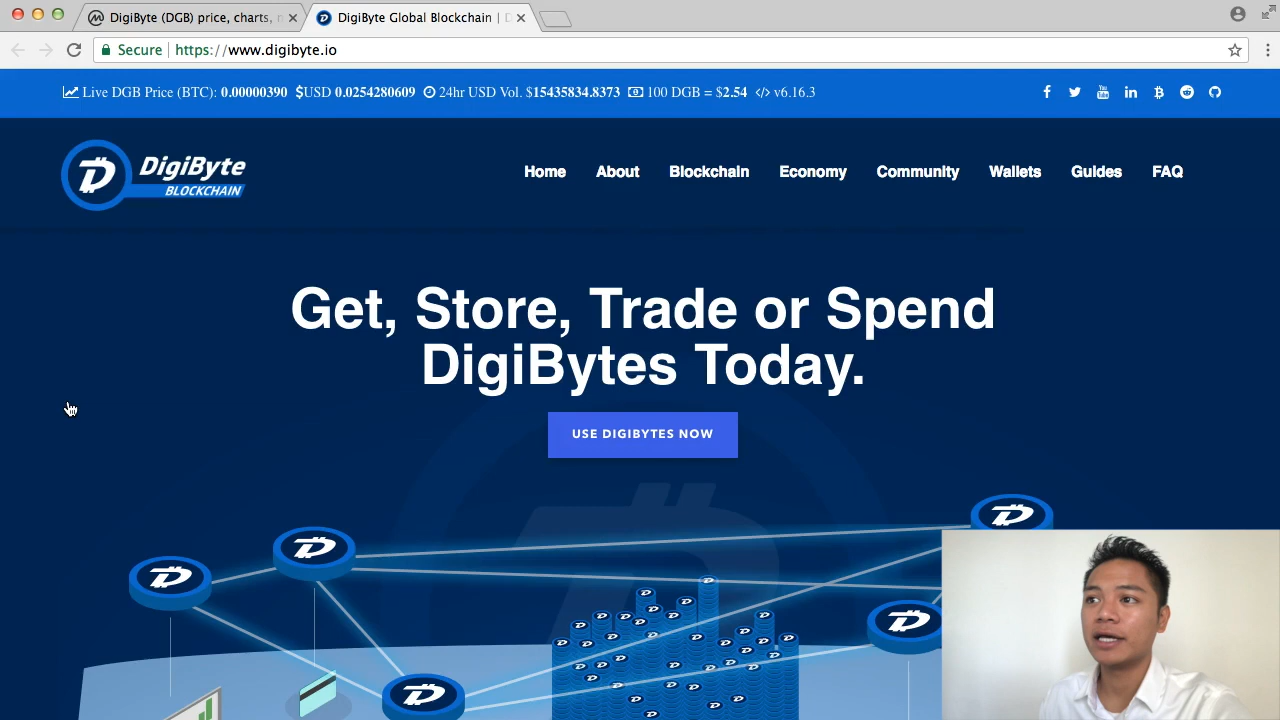 DigiByte (DGB) price, charts, m
DigiByte Global Blockchain | D
Secure https://www.digibyte.io
Live DGB Price (BTC): 0.00000390 $USD 0.0254280609 24hr USD Vol. $15435834.8373 100 DGB = $2.54 </> v6.16.3
DigiByte
BLOCKCHAIN
Home About Blockchain Economy Community Wallets Guides FAQ
Get, Store, Trade or Spend
DigiBytes Today.
USE DIGIBYTES NOW